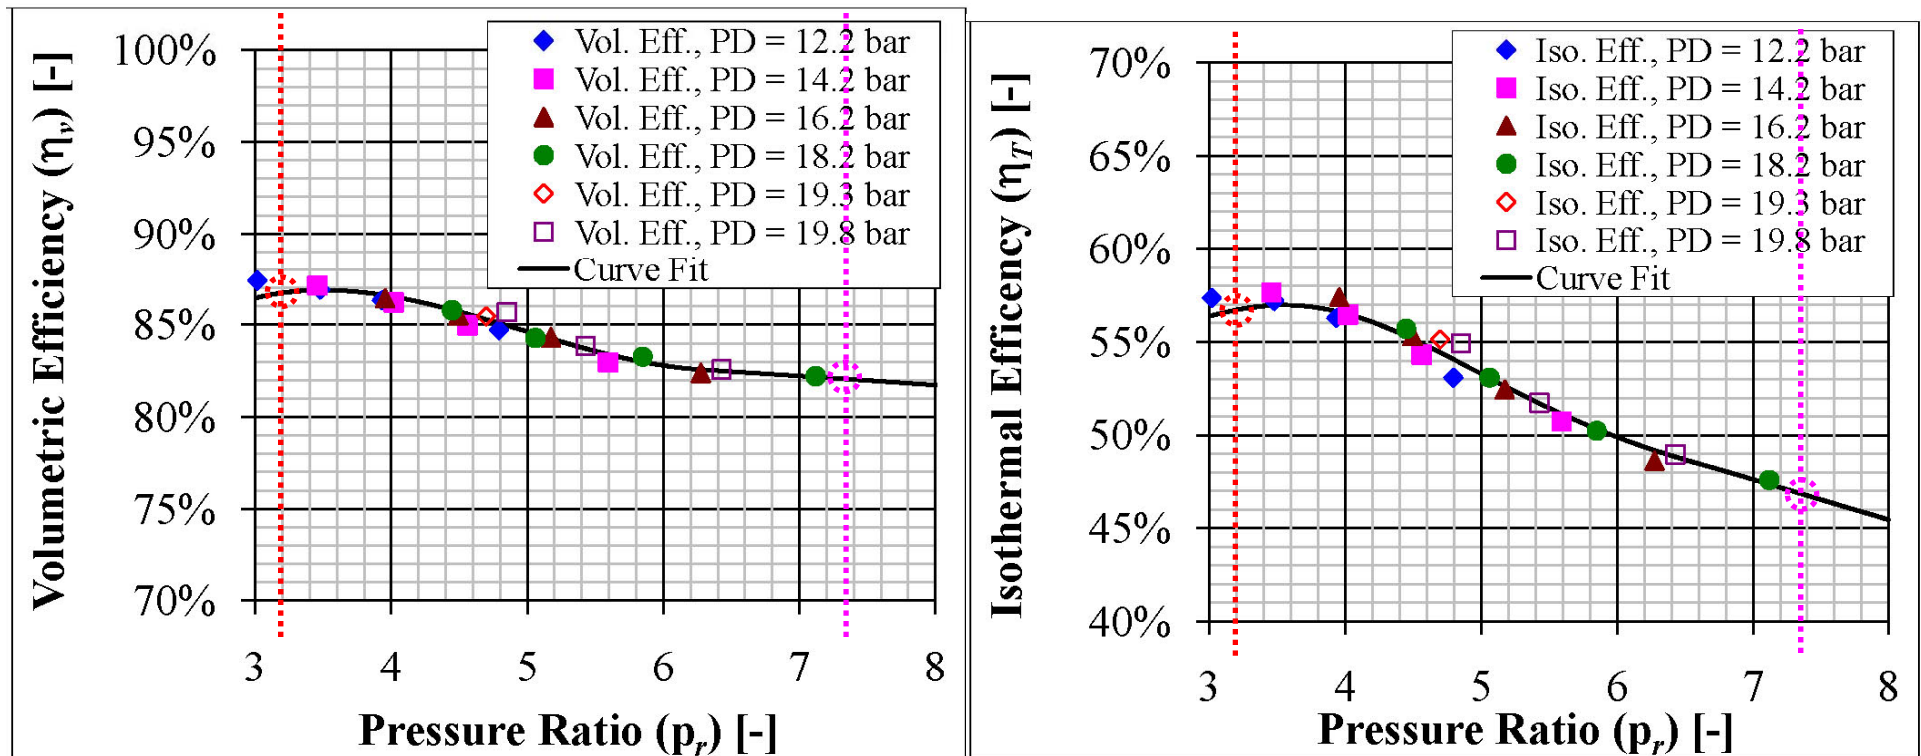 Volumetric Efficiency (ηv) [-]
100%
95%
90%
85%
80%
75%
70%
Vol. Eff., PD = 12.2 bar
Vol. Eff., PD = 14.2 bar
Vol. Eff., PD = 16.2 bar
Vol. Eff., PD = 18.2 bar
Vol. Eff., PD = 19.3 bar
Vol. Eff., PD = 19.8 bar
Curve Fit
3 4 5 6 7 8
Pressure Ratio (pr) [-]
Isothermal Efficency (ηT) [-]
70%
65%
60%
55%
50%
45%
40%
Iso. Eff., PD = 12.2 bar
Iso. Eff., PD = 14.2 bar
Iso. Eff., PD = 16.2 bar
Iso. Eff., PD = 18.2 bar
Iso. Eff., PD = 19.3 bar
Iso. Eff., PD = 19.8 bar
Curve Fit
3 4 5 6 7 8
Pressure Ratio (pr) [-]